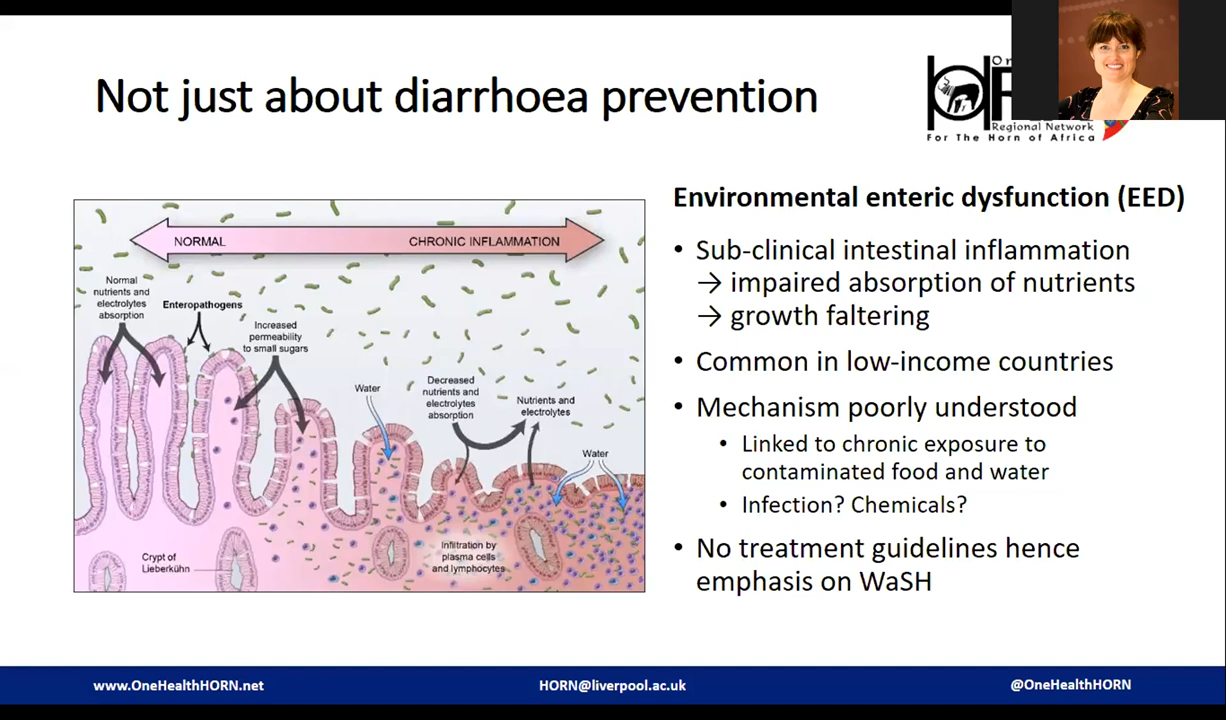 Not just about diarrhoea prevention
Regional Network
For The Horn of Africa
NORMAL
CHRONIC INFLAMMATION
Normal
nutrients and
electrolytes
absorption
Enteropathogens
Increased
permeability
to small sugars
Water
Decreased
nutrients and
electrolytes
absorption
Nutrients and
electrolytes
Water
Crypt of
Lieberkühn
Infiltration by
plasma cells
and lymphocytes
Environmental enteric dysfunction (EED)
• Sub-clinical intestinal inflammation
→ impaired absorption of nutrients
→ growth faltering
• Common in low-income countries
• Mechanism poorly understood
• Linked to chronic exposure to
contaminated food and water
• Infection? Chemicals?
• No treatment guidelines hence
emphasis on WaSH
www.OneHealthHORN.net
HORN@liverpool.ac.uk
@OneHealthHORN